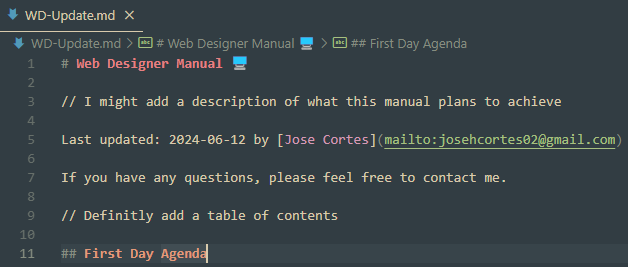 WD-Update.md
WD-Update.md > # Web Designer Manual 🖥️ > ## First Day Agenda
1 # Web Designer Manual 🖥️
2
3 // I might add a description of what this manual plans to achieve
4
5 Last updated: 2024-06-12 by [Jose Cortes](mailto:josehcortes02@gmail.com)
6
7 If you have any questions, please feel free to contact me.
8
9 // Definitly add a table of contents
10
11 ## First Day Agenda